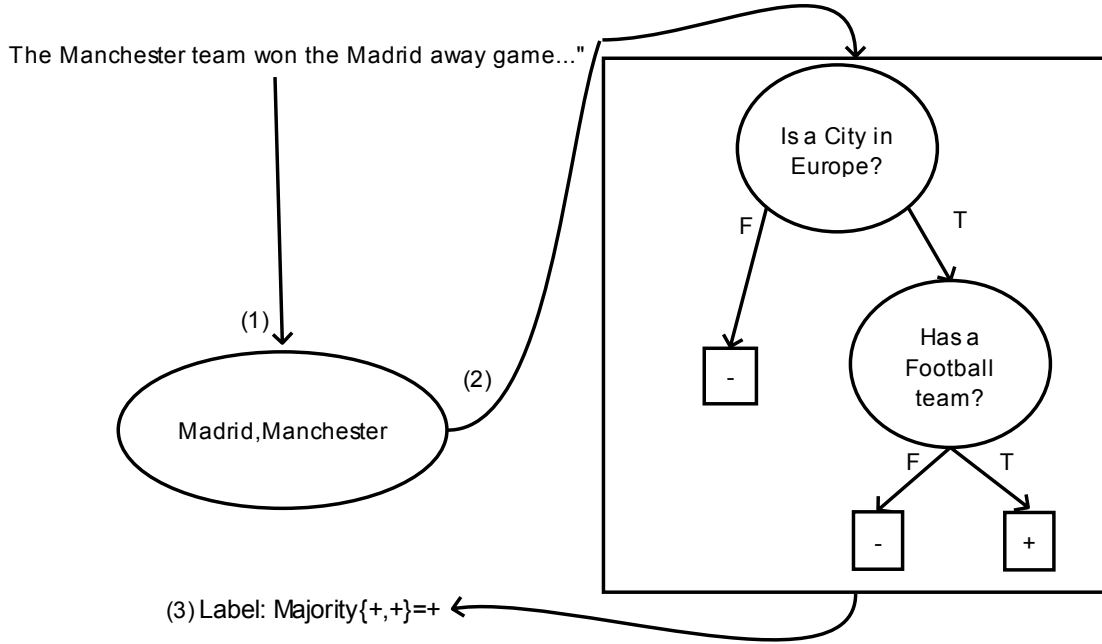 The Manchester team won the Madrid away game..."
Is a City in
Europe?
F
T
(1)
Has a
Football
team?
-
(2)
Madrid,Manchester
F
T
-
+
(3) Label: Majority{+,+}=+